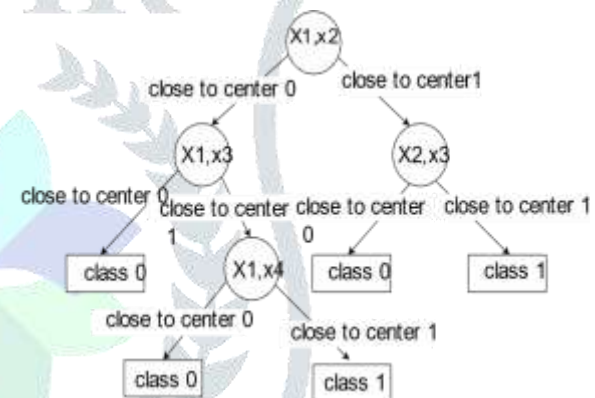 X1,x2
close to center 0
close to center1
X1,x3
X2,x3
close to center 0
close to center
1
close to center
0
close to center 1
class 0
X1,x4
class 0
class 1
close to center 0
close to center 1
class 0
class 1